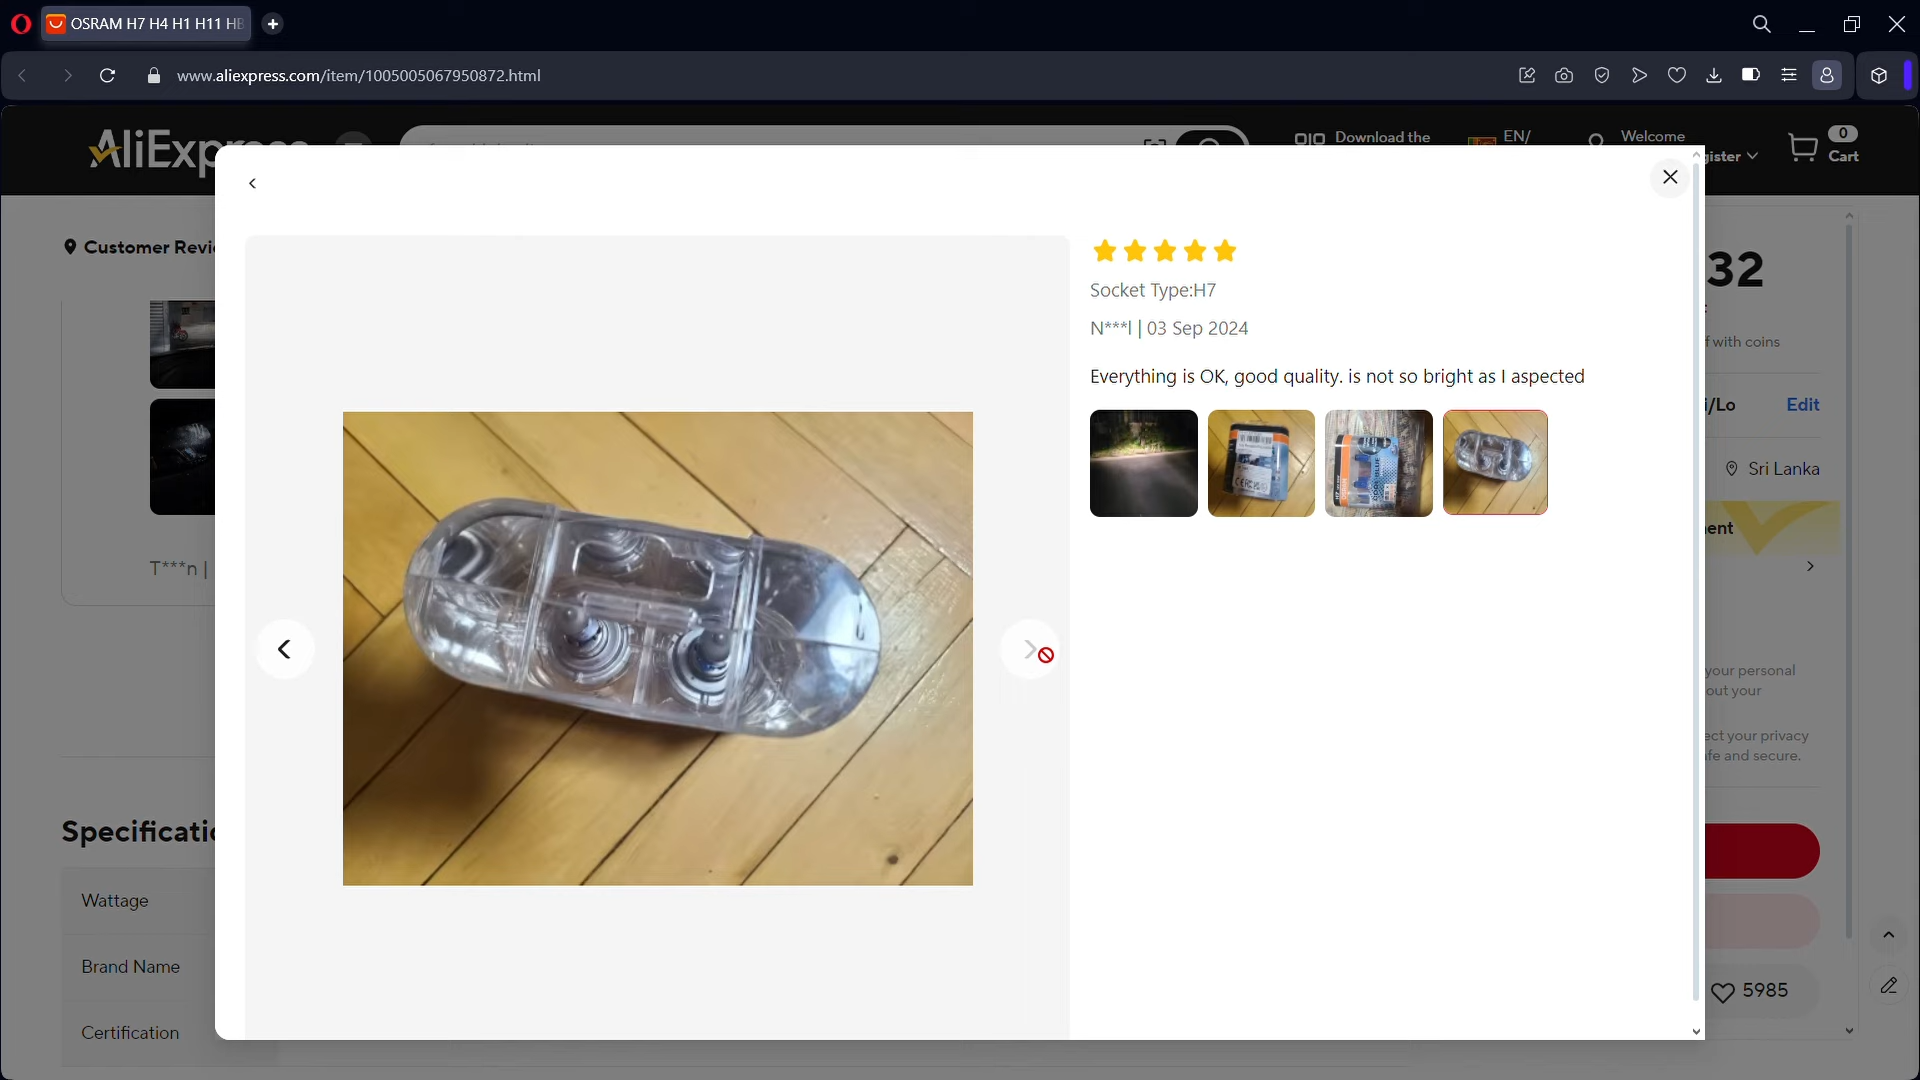 OSRAM H7 H4 H1 H11 HB
www.aliexpress.com/item/1005005067950872.html
Download the
EN/
Welcome
0
Cart
Customer Revi
32
Socket Type:H7
N***l | 03 Sep 2024
f with coins
Everything is OK, good quality. is not so bright as I aspected
i/Lo
Edit
Sri Lanka
ent
T***n |
your personal
out your
ect your privacy
fe and secure.
Specificatio
Wattage
Brand Name
5985
Certification